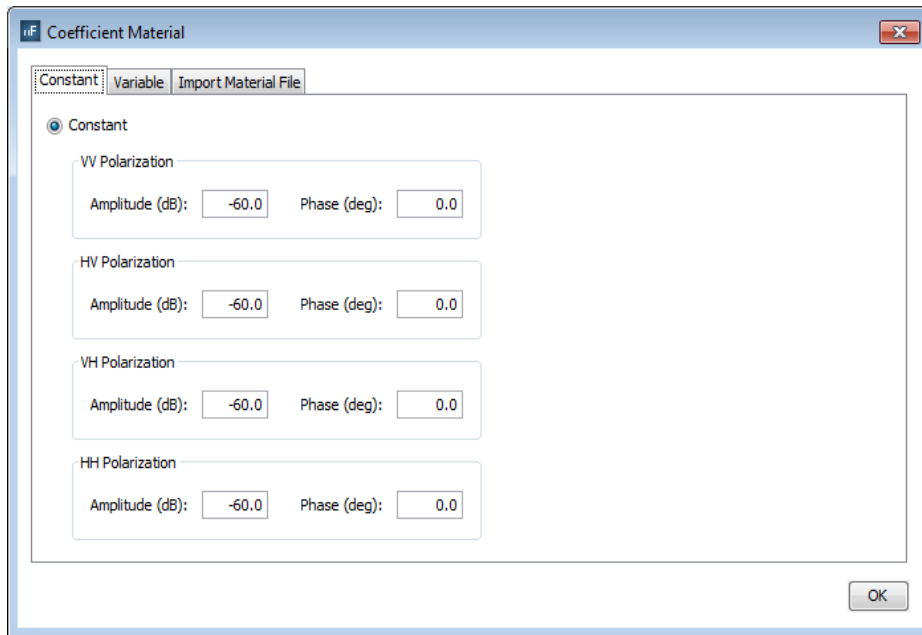 nF Coefficient Material
Constant Variable Import Material File
Constant
VV Polarization
Amplitude (dB): -60.0 Phase (deg): 0.0
HV Polarization
Amplitude (dB): -60.0 Phase (deg): 0.0
VH Polarization
Amplitude (dB): -60.0 Phase (deg): 0.0
HH Polarization
Amplitude (dB): -60.0 Phase (deg): 0.0
OK